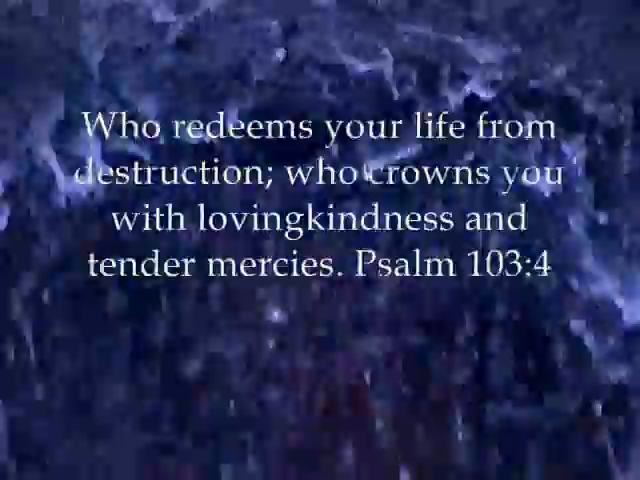 Who redeems your life from
destruction; who crowns you
with lovingkindness and
tender mercies. Psalm 103:4